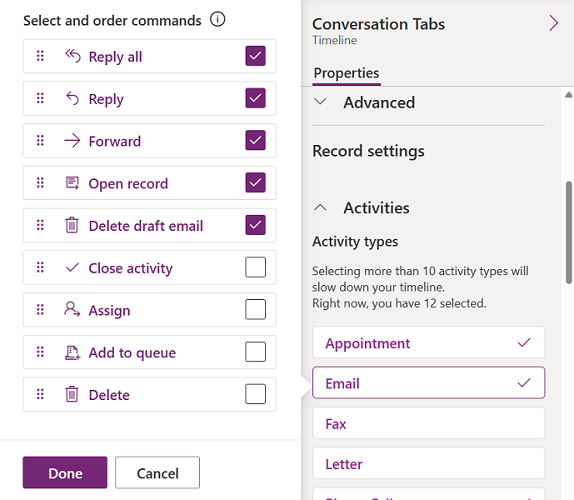 Select and order commands
Reply all
Reply
Forward
Open record
Delete draft email
Close activity
Assign
Add to queue
Delete
Done
Cancel
Conversation Tabs
Timeline
Properties
Advanced
Record settings
Activities
Activity types
Selecting more than 10 activity types will
slow down your timeline.
Right now, you have 12 selected.
Appointment
Email
Fax
Letter